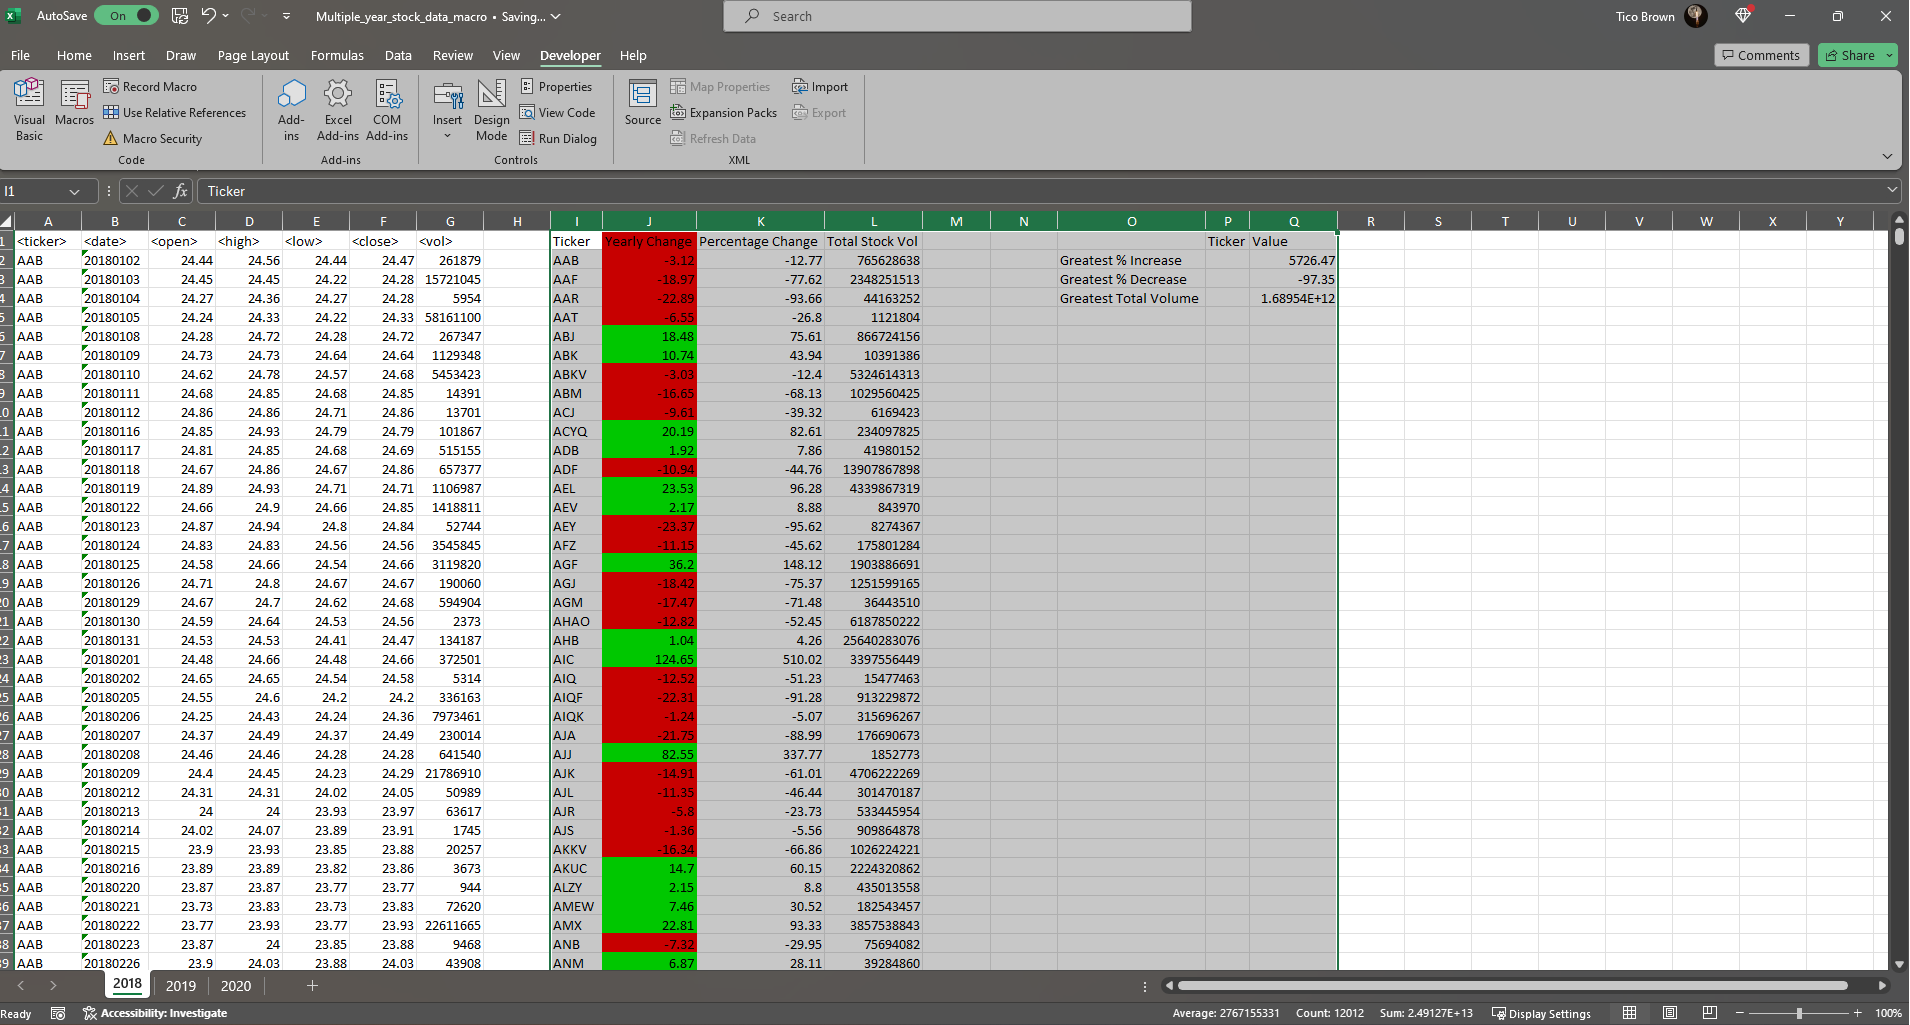 AutoSave On Multiple_year_stock_data_macro • Saving... Search Tico Brown
File Home Insert Draw Page Layout Formulas Data Review View Developer Help Comments Share
Visual Basic
Macros
Record Macro
Use Relative References
Macro Security
Code
Add-ins
Excel Add-ins
COM Add-ins
Add-ins
Insert
Design Mode
Properties
View Code
Run Dialog
Controls
Source
Map Properties
Expansion Packs
Refresh Data
Import
Export
XML
I1 fx Ticker
A B C D E F G H I J K L M N O P Q R S T U V W X Y
1 <ticker> <date> <open> <high> <low> <close> <vol> Ticker Yearly Change Percentage Change Total Stock Vol Ticker Value
2 AAB 20180102 24.44 24.56 24.44 24.47 261879 AAB -3.12 -12.77 765628638 Greatest % Increase 5726.47
3 AAB 20180103 24.45 24.45 24.22 24.28 15721045 AAF -18.97 -77.62 2348251513 Greatest % Decrease -97.35
4 AAB 20180104 24.27 24.36 24.27 24.28 5954 AAR -22.89 -93.66 44163252 Greatest Total Volume 1.68954E+12
5 AAB 20180105 24.24 24.33 24.22 24.33 58161100 AAT -6.55 -26.8 1121804
6 AAB 20180108 24.28 24.72 24.28 24.72 267347 ABJ 18.48 75.61 866724156
7 AAB 20180109 24.73 24.73 24.64 24.64 1129348 ABK 10.74 43.94 10391386
8 AAB 20180110 24.62 24.78 24.57 24.68 5453423 ABKV -3.03 -12.4 5324614313
9 AAB 20180111 24.68 24.85 24.68 24.85 14391 ABM -16.65 -68.13 1029560425
10 AAB 20180112 24.86 24.86 24.71 24.86 13701 ACJ -9.61 -39.32 6169423
11 AAB 20180116 24.85 24.93 24.79 24.79 101867 ACYQ 20.19 82.61 234097825
12 AAB 20180117 24.81 24.85 24.68 24.69 515155 ADB 1.92 7.86 41980152
13 AAB 20180118 24.67 24.86 24.67 24.86 657377 ADF -10.94 -44.76 13907867898
14 AAB 20180119 24.89 24.93 24.71 24.71 1106987 AEL 23.53 96.28 4339867319
15 AAB 20180122 24.66 24.9 24.66 24.85 1418811 AEV 2.17 8.88 843970
16 AAB 20180123 24.87 24.94 24.8 24.84 52744 AEY -23.37 -95.62 8274367
17 AAB 20180124 24.83 24.83 24.56 24.56 3545845 AFZ -11.15 -45.62 175801284
18 AAB 20180125 24.58 24.66 24.54 24.66 3119820 AGF 36.2 148.12 1903886691
19 AAB 20180126 24.71 24.8 24.67 24.67 190060 AGJ -18.42 -75.37 1251599165
20 AAB 20180129 24.67 24.7 24.62 24.68 594904 AGM -17.47 -71.48 36443510
21 AAB 20180130 24.59 24.64 24.53 24.56 2373 AHAO -12.82 -52.45 6187850222
22 AAB 20180131 24.53 24.53 24.41 24.47 134187 AHB 1.04 4.26 25640283076
23 AAB 20180201 24.48 24.66 24.48 24.66 372501 AIC 124.65 510.02 3397556449
24 AAB 20180202 24.65 24.65 24.54 24.58 5314 AIQ -12.52 -51.23 15477463
25 AAB 20180205 24.55 24.6 24.2 24.2 336163 AIQF -22.31 -91.28 913229872
26 AAB 20180206 24.25 24.43 24.24 24.36 7973461 AIQK -1.24 -5.07 315696267
27 AAB 20180207 24.37 24.49 24.37 24.49 230014 AJA -21.75 -88.99 176690673
28 AAB 20180208 24.46 24.46 24.28 24.28 641540 AJJ 82.55 337.77 1852773
29 AAB 20180209 24.4 24.45 24.23 24.29 21786910 AJK -14.91 -61.01 4706222269
30 AAB 20180212 24.31 24.31 24.02 24.05 50989 AJL -11.35 -46.44 301470187
31 AAB 20180213 24 24 23.93 23.97 63617 AJR -5.8 -23.73 533445954
32 AAB 20180214 24.02 24.07 23.89 23.91 1745 AJS -1.36 -5.56 909864878
33 AAB 20180215 23.9 23.93 23.85 23.88 20257 AKKV -16.34 -66.86 1026224221
34 AAB 20180216 23.89 23.89 23.82 23.86 3673 AKUC 14.7 60.15 2224320862
35 AAB 20180220 23.87 23.87 23.77 23.77 944 ALZY 2.15 8.8 435013558
36 AAB 20180221 23.73 23.83 23.73 23.83 72620 AMEW 7.46 30.52 182543457
37 AAB 20180222 23.77 23.93 23.77 23.93 22611665 AMX 22.81 93.33 3857538843
38 AAB 20180223 23.87 24 23.85 23.88 9468 ANB -7.32 -29.95 75694082
39 AAB 20180226 23.9 24.03 23.88 24.03 43908 ANM 6.87 28.11 39284860
2018 2019 2020
Ready Accessibility: Investigate Average: 2767155331 Count: 12012 Sum: 2.49127E+13 Display Settings 100%